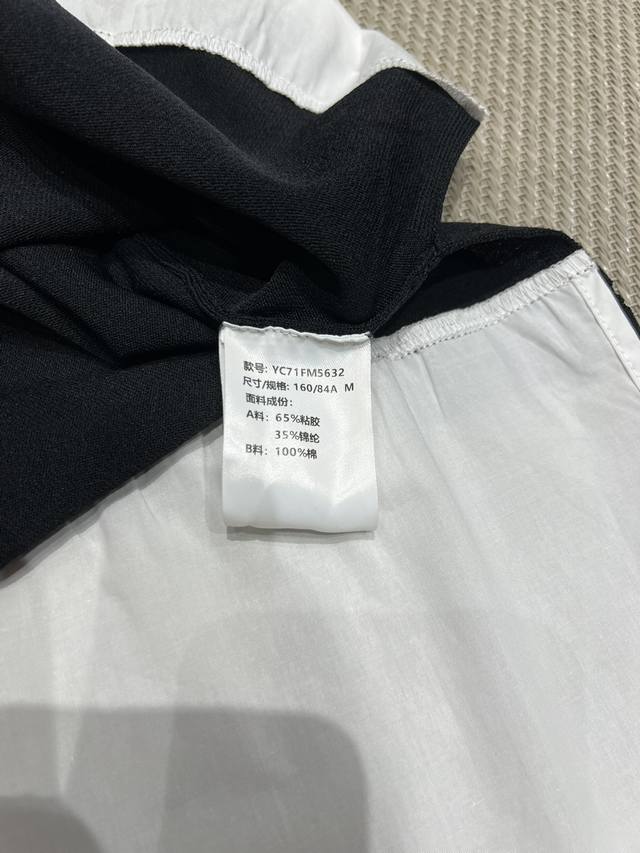 款号: YC71FM5632
尺寸/规格: 160/84A M
面料成份:
A料: 65%粘胶
35%锦纶
B料: 100%棉